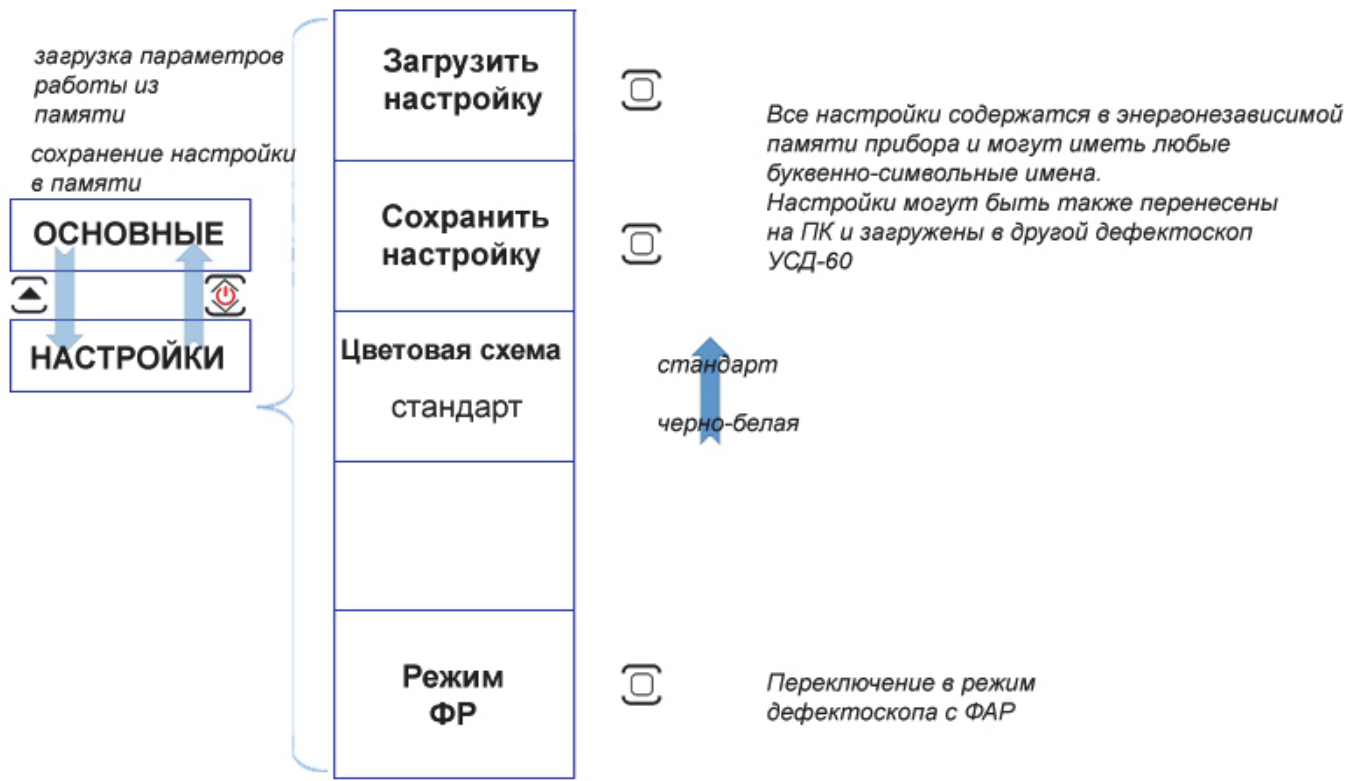 загрузка параметров
работы из
памяти
сохранение настройки
в памяти
ОСНОВНЫЕ
НАСТРОЙКИ
Загрузить
настройку
Все настройки содержатся в энергонезависимой
памяти прибора и могут иметь любые
буквенно-символьные имена.
Настройки могут быть также перенесены
на ПК и загружены в другой дефектоскоп
УСД-60
Сохранить
настройку
Цветовая схема
стандарт
стандарт
черно-белая
Режим
ФР
Переключение в режим
дефектоскопа с ФАР